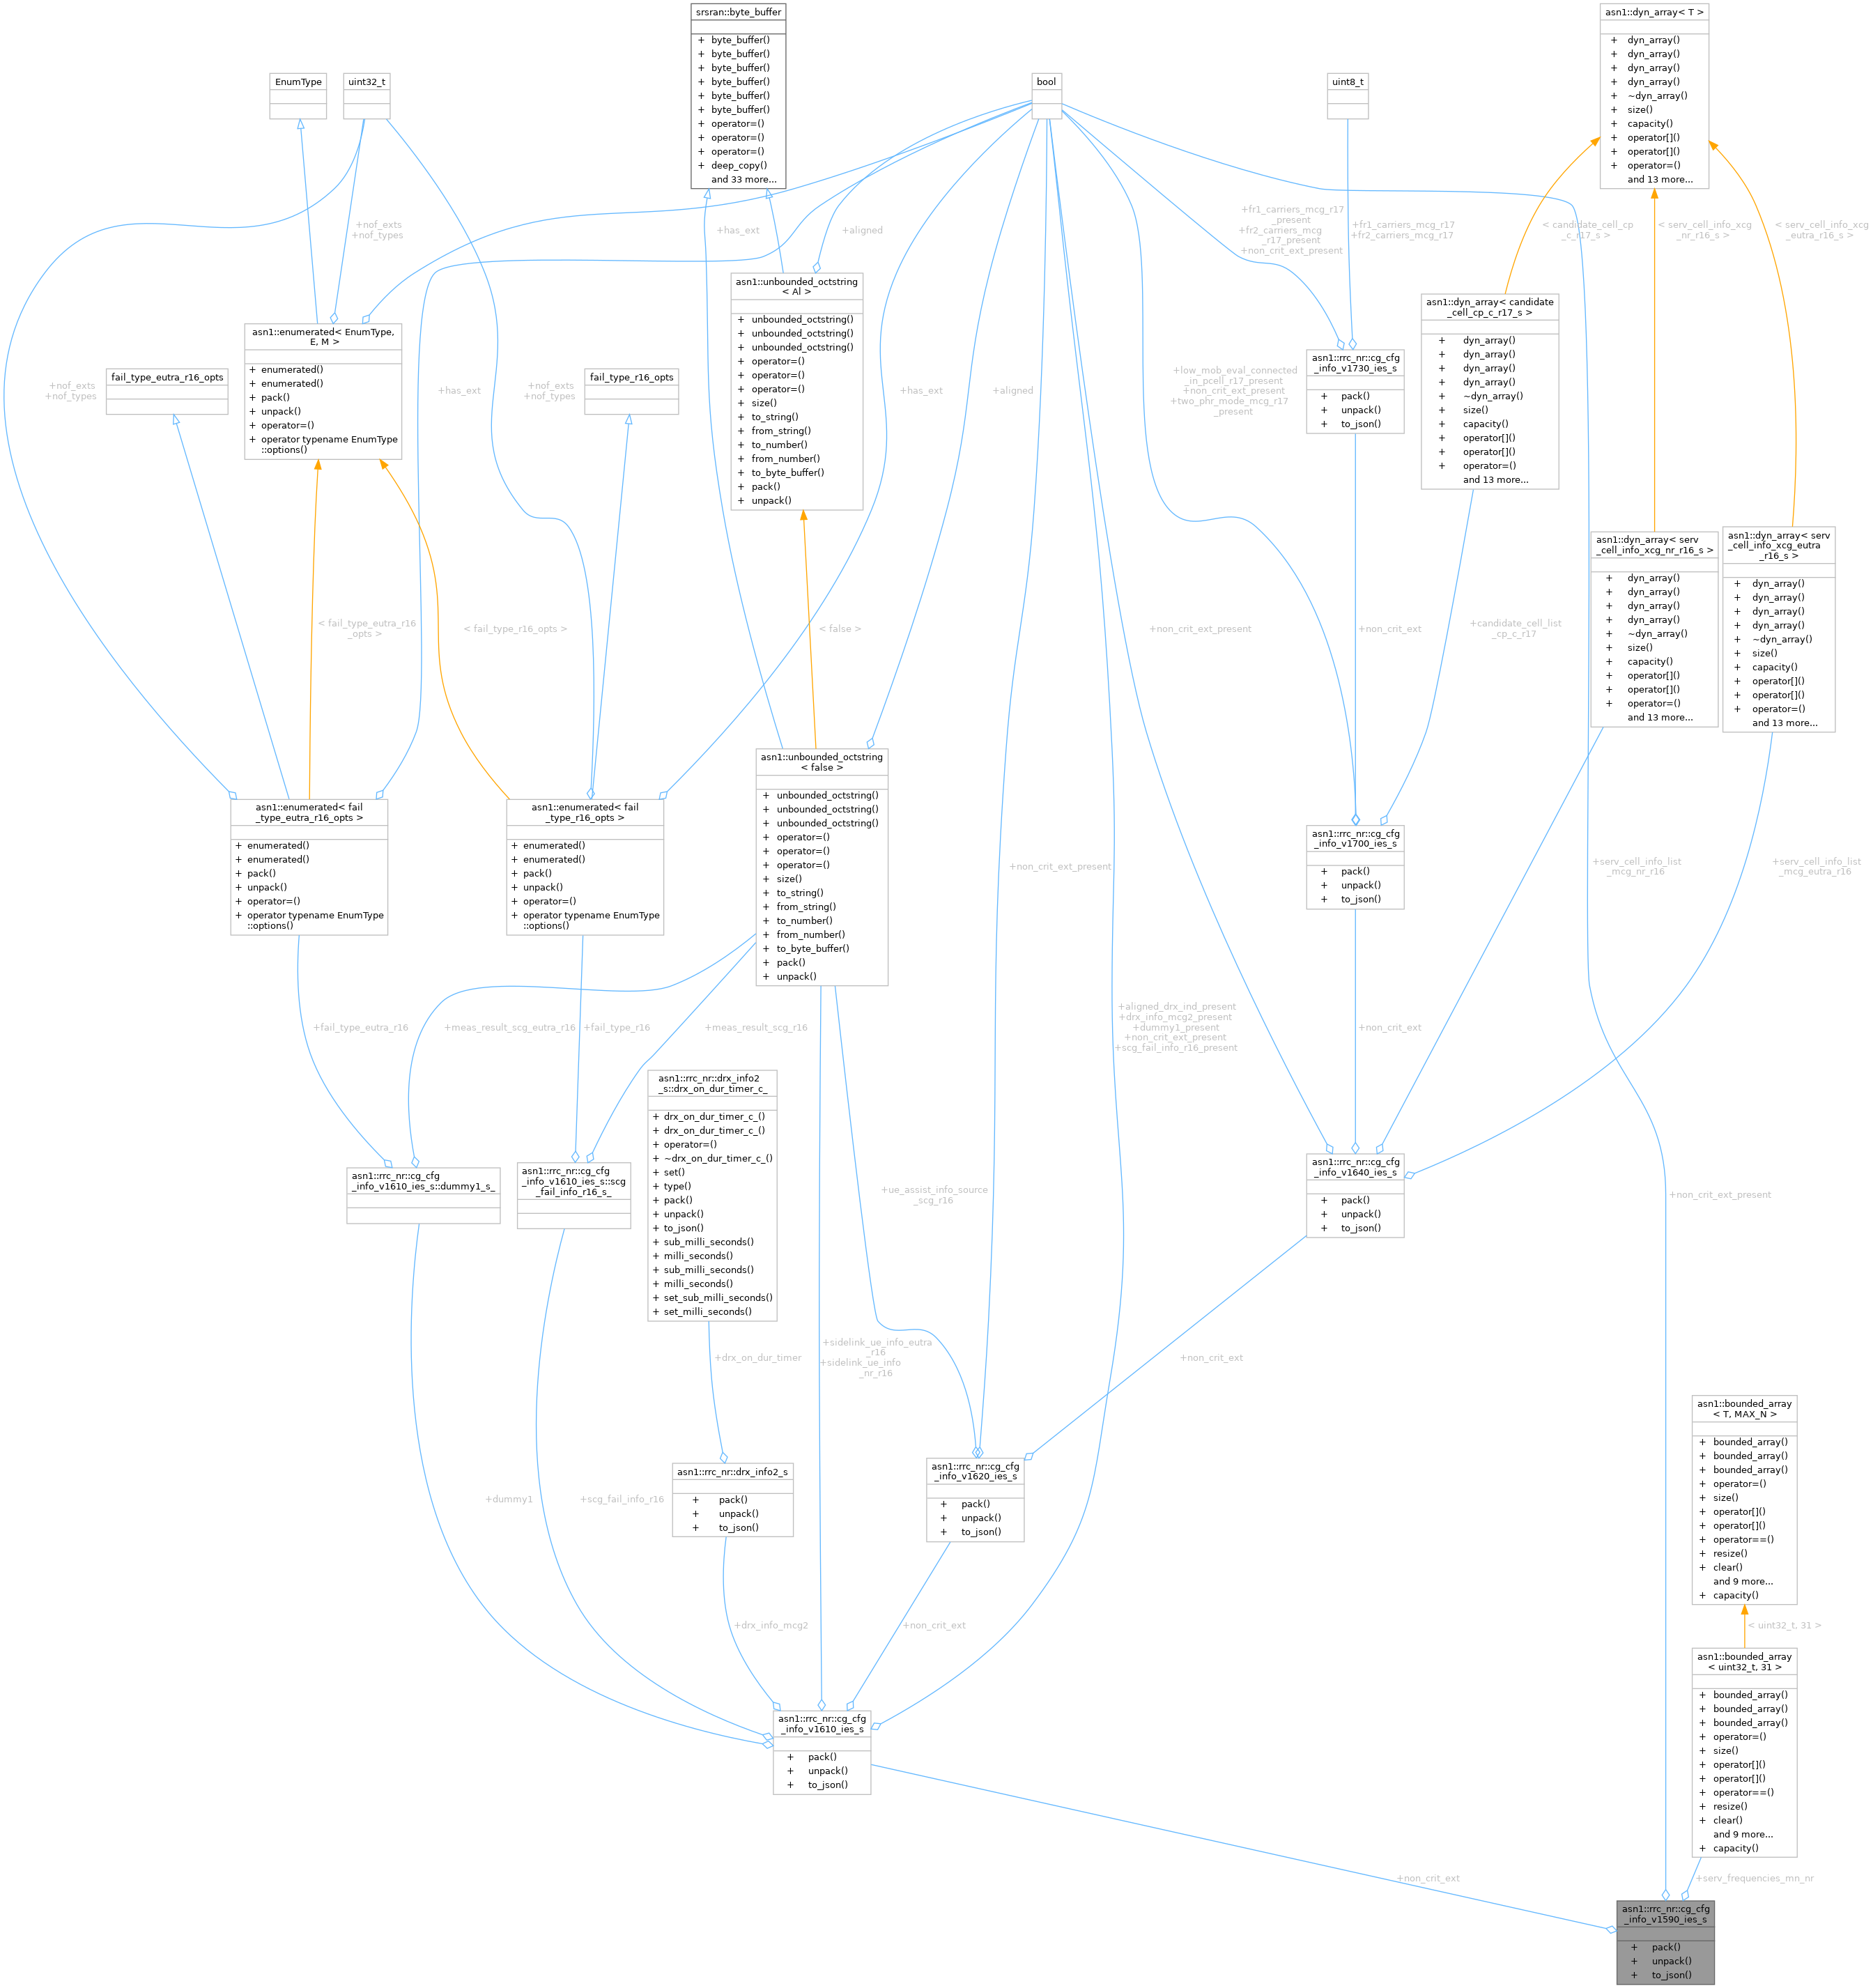 srsran::byte_buffer
+ byte_buffer()
+ byte_buffer()
+ byte_buffer()
+ byte_buffer()
+ byte_buffer()
+ byte_buffer()
+ operator=()
+ operator=()
+ operator=()
+ deep_copy()
and 33 more...
asn1::dyn_array< T >
+ dyn_array()
+ dyn_array()
+ dyn_array()
+ dyn_array()
+ ~dyn_array()
+ size()
+ capacity()
+ operator[]()
+ operator[]()
+ operator=()
and 13 more...
EnumType
uint32_t
bool
uint8_t
+nof_exts
+nof_types
+has_ext
+aligned
+fr1_carriers_mcg_r17
_present
+fr2_carriers_mcg
_r17_present
+non_crit_ext_present
+fr1_carriers_mcg_r17
+fr2_carriers_mcg_r17
< candidate_cell_cp
_c_r17_s >
< serv_cell_info_xcg
_nr_r16_s >
< serv_cell_info_xcg
_eutra_r16_s >
asn1::unbounded_octstring
< Al >
+ unbounded_octstring()
+ unbounded_octstring()
+ unbounded_octstring()
+ operator=()
+ operator=()
+ operator=()
+ size()
+ to_string()
+ from_string()
+ to_number()
+ from_number()
+ to_byte_buffer()
+ pack()
+ unpack()
asn1::dyn_array< candidate
_cell_cp_c_r17_s >
+ dyn_array()
+ dyn_array()
+ dyn_array()
+ dyn_array()
+ ~dyn_array()
+ size()
+ capacity()
+ operator[]()
+ operator[]()
+ operator=()
and 13 more...
asn1::enumerated< EnumType,
E, M >
+ enumerated()
+ enumerated()
+ pack()
+ unpack()
+ operator=()
+ operator typename EnumType
::options()
asn1::rrc_nr::cg_cfg
_info_v1730_ies_s
+ pack()
+ unpack()
+ to_json()
fail_type_eutra_r16_opts
fail_type_r16_opts
+nof_exts
+nof_types
+has_ext
+nof_exts
+nof_types
+has_ext
+aligned
+low_mob_eval_connected
_in_pcell_r17_present
+non_crit_ext_present
+two_phr_mode_mcg_r17
_present
asn1::dyn_array< serv
_cell_info_xcg_nr_r16_s >
+ dyn_array()
+ dyn_array()
+ dyn_array()
+ dyn_array()
+ ~dyn_array()
+ size()
+ capacity()
+ operator[]()
+ operator[]()
+ operator=()
and 13 more...
asn1::dyn_array< serv
_cell_info_xcg_eutra
_r16_s >
+ dyn_array()
+ dyn_array()
+ dyn_array()
+ dyn_array()
+ ~dyn_array()
+ size()
+ capacity()
+ operator[]()
+ operator[]()
+ operator=()
and 13 more...
< fail_type_eutra_r16
_opts >
< fail_type_r16_opts >
< false >
+non_crit_ext_present
+non_crit_ext
+candidate_cell_list
_cp_c_r17
asn1::unbounded_octstring
< false >
+ unbounded_octstring()
+ unbounded_octstring()
+ unbounded_octstring()
+ operator=()
+ operator=()
+ operator=()
+ size()
+ to_string()
+ from_string()
+ to_number()
+ from_number()
+ to_byte_buffer()
+ pack()
+ unpack()
asn1::enumerated< fail
_type_eutra_r16_opts >
+ enumerated()
+ enumerated()
+ pack()
+ unpack()
+ operator=()
+ operator typename EnumType
::options()
asn1::enumerated< fail
_type_r16_opts >
+ enumerated()
+ enumerated()
+ pack()
+ unpack()
+ operator=()
+ operator typename EnumType
::options()
asn1::rrc_nr::cg_cfg
_info_v1700_ies_s
+ pack()
+ unpack()
+ to_json()
+non_crit_ext_present
+serv_cell_info_list
_mcg_nr_r16
+serv_cell_info_list
_mcg_eutra_r16
+fail_type_eutra_r16
+meas_result_scg_eutra_r16
+fail_type_r16
+meas_result_scg_r16
+aligned_drx_ind_present
+drx_info_mcg2_present
+dummy1_present
+non_crit_ext_present
+scg_fail_info_r16_present
+non_crit_ext
asn1::rrc_nr::drx_info2
_s::drx_on_dur_timer_c_
+ drx_on_dur_timer_c_()
+ drx_on_dur_timer_c_()
+ operator=()
+ ~drx_on_dur_timer_c_()
+ set()
+ type()
+ pack()
+ unpack()
+ to_json()
+ sub_milli_seconds()
+ milli_seconds()
+ sub_milli_seconds()
+ milli_seconds()
+ set_sub_milli_seconds()
+ set_milli_seconds()
asn1::rrc_nr::cg_cfg
_info_v1610_ies_s::dummy1_s_
asn1::rrc_nr::cg_cfg
_info_v1610_ies_s::scg
_fail_info_r16_s_
+ue_assist_info_source
_scg_r16
asn1::rrc_nr::cg_cfg
_info_v1640_ies_s
+ pack()
+ unpack()
+ to_json()
+non_crit_ext_present
+drx_on_dur_timer
+sidelink_ue_info_eutra
_r16
+sidelink_ue_info
_nr_r16
+non_crit_ext
asn1::bounded_array
< T, MAX_N >
+ bounded_array()
+ bounded_array()
+ bounded_array()
+ operator=()
+ size()
+ operator[]()
+ operator[]()
+ operator==()
+ resize()
+ clear()
and 9 more...
+ capacity()
+dummy1
+scg_fail_info_r16
asn1::rrc_nr::drx_info2_s
+ pack()
+ unpack()
+ to_json()
asn1::rrc_nr::cg_cfg
_info_v1620_ies_s
+ pack()
+ unpack()
+ to_json()
+drx_info_mcg2
+non_crit_ext
< uint32_t, 31 >
asn1::bounded_array
< uint32_t, 31 >
+ bounded_array()
+ bounded_array()
+ bounded_array()
+ operator=()
+ size()
+ operator[]()
+ operator[]()
+ operator==()
+ resize()
+ clear()
and 9 more...
+ capacity()
asn1::rrc_nr::cg_cfg
_info_v1610_ies_s
+ pack()
+ unpack()
+ to_json()
+non_crit_ext
+serv_frequencies_mn_nr
asn1::rrc_nr::cg_cfg
_info_v1590_ies_s
+ pack()
+ unpack()
+ to_json()